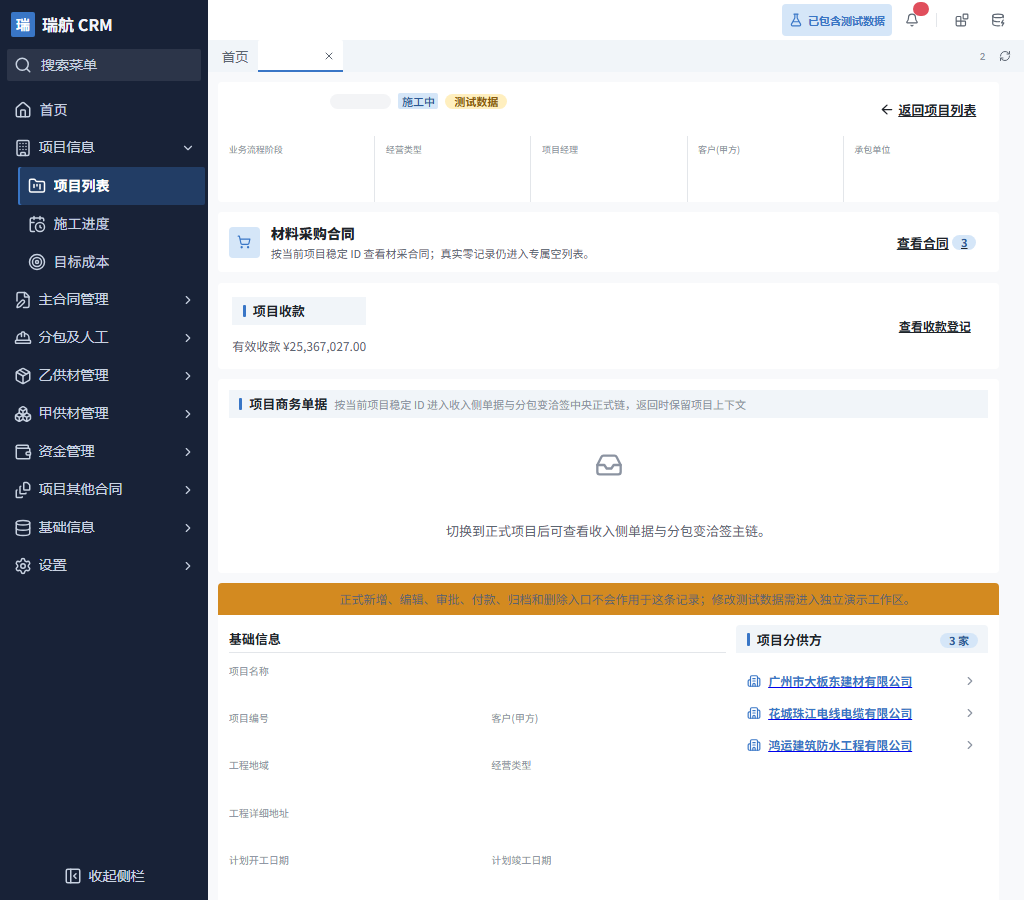 瑞 瑞航 CRM
已包含测试数据
搜索菜单
首页
2
首页
项目信息
项目列表
施工进度
目标成本
主合同管理
分包及人工
乙供材管理
甲供材管理
资金管理
项目其他合同
基础信息
设置
收起侧栏
施工中 测试数据
返回项目列表
业务流程阶段 经营类型 项目经理 客户(甲方) 承包单位
材料采购合同
按当前项目稳定 ID 查看材采合同；真实零记录仍进入专属空列表。
查看合同 3
项目收款
有效收款 ¥25,367,027.00
查看收款登记
项目商务单据 按当前项目稳定 ID 进入收入侧单据与分包变洽签中央正式链，返回时保留项目上下文
切换到正式项目后可查看收入侧单据与分包变洽签主链。
正式新增、编辑、审批、付款、归档和删除入口不会作用于这条记录；修改测试数据需进入独立演示工作区。
基础信息
项目名称
项目编号 客户(甲方)
工程地域 经营类型
工程详细地址
计划开工日期 计划竣工日期
项目分供方 3 家
广州市大板东建材有限公司
花城珠江电线电缆有限公司
鸿运建筑防水工程有限公司